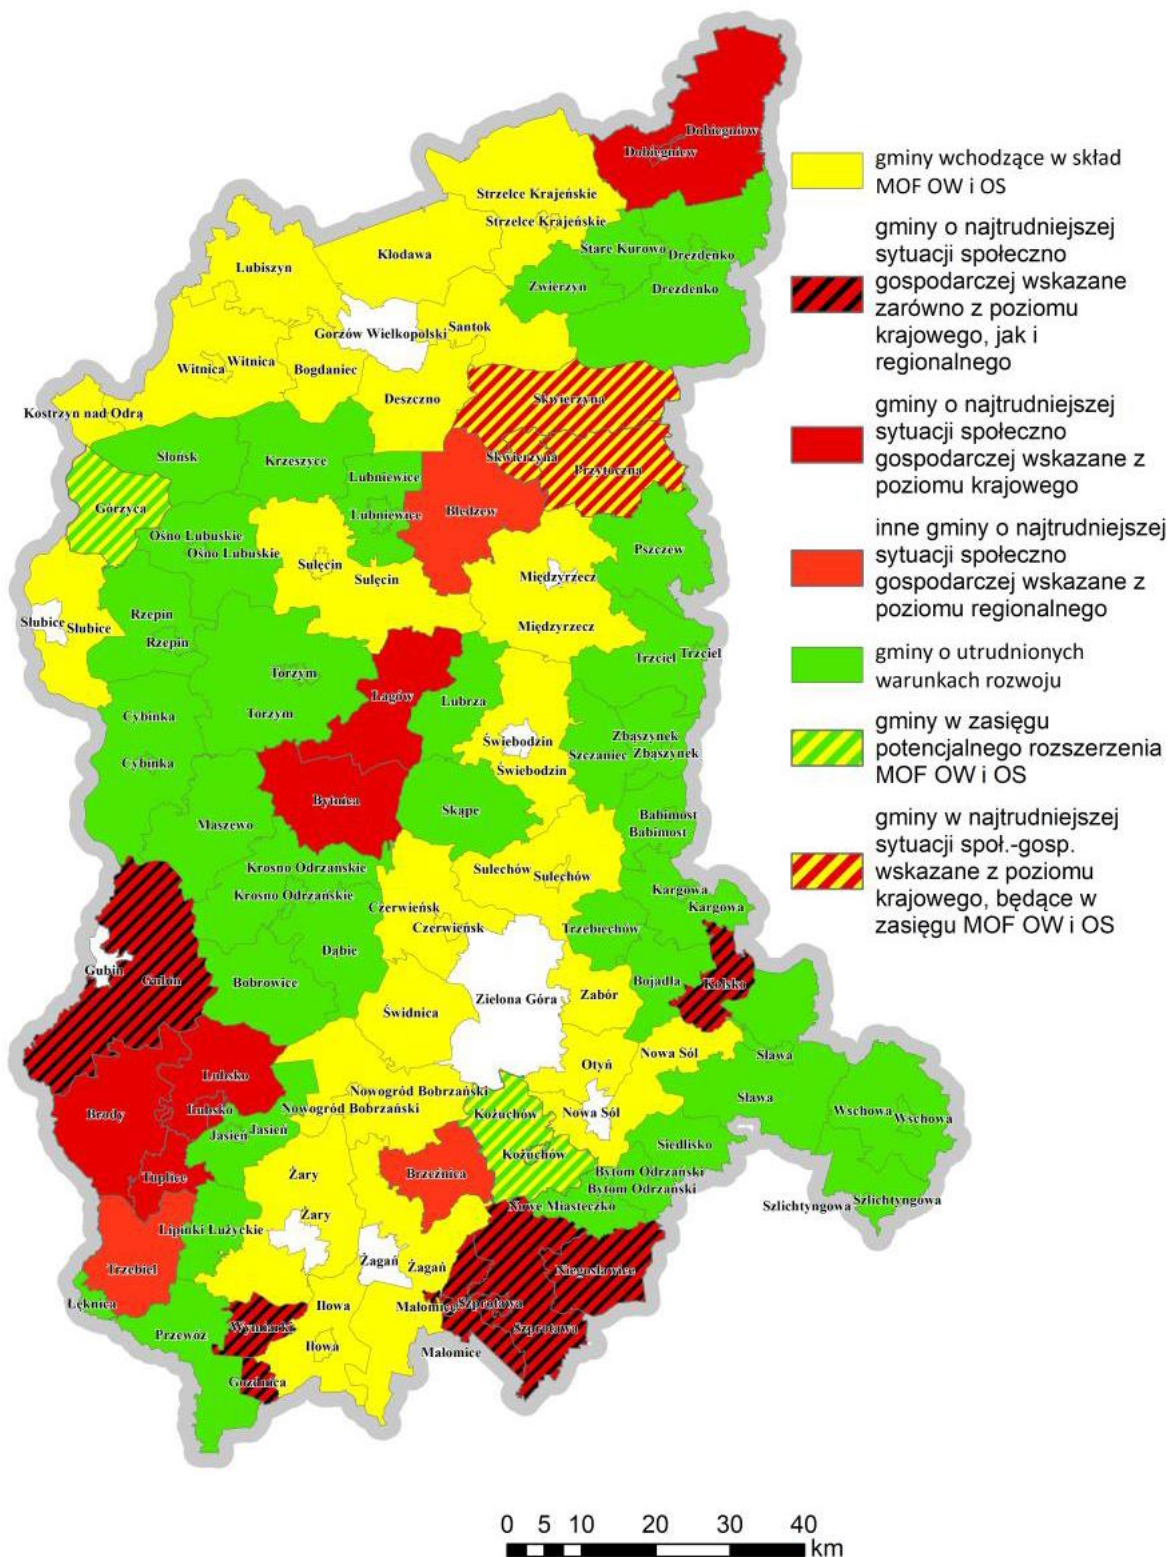 Dobiegniew
Dobiegniew
Strzelce Krajeńskie
Strzelce Krajeńskie
Stare Kurowo
Drezdenko
Kłodawa
Lubiszyn
Zwierzyn
Drezdenko
Gorzów Wielkopolski
Santok
Witnica
Witnica
Bogdaniec
Deszczno
Skwierzyna
Kostrzyn nad Odrą
Słońsk
Krzeszyce
Skwierzyna
Przytoczna
Lubniewice
Górzyca
Bledzew
Lubniewice
Ośno Lubuskie
Ośno Lubuskie
Pszczew
Sulęcin
Sulęcin
Międzyrzecz
Rzepin
Słubice
Słubice
Międzyrzecz
Rzepin
Trzciel
Trzciel
Torzym
Łagów
Lubrza
Cybinka
Torzym
Świebodzin
Zbąszynek
Szczaniec
Zbąszynek
Cybinka
Świebodzin
Bytnica
Skąpe
Babimost
Babimost
Maszewo
Krosno Odrzańskie
Sulechów
Sulechów
Krosno Odrzańskie
Kargowa
Kargowa
Czerwieńsk
Czerwieńsk
Trzebiechów
Dąbie
Gubin
Gubin
Bobrowice
Bojadła
Kolsko
Zielona Góra
Zabór
Świdnica
Otyń
Nowa Sól
Sława
Lubsko
Nowogród Bobrzański
Nowogród Bobrzański
Sława
Brody
Lubsko
Kożuchów
Nowa Sól
Wschowa
Wschowa
Jasień
Jasień
Siedlisko
Kożuchów
Tuplice
Żary
Brzeźnica
Bytom Odrzański
Bytom Odrzański
Nowe Miasteczko
Szlichtyngowa
Szlichtyngowa
Lipinki Łużyckie
Żary
Trzebiel
Żagań
Żagań
Niegosławice
Łęknica
Iłowa
Małomice
Szprotawa
Przewóz
Wymiarki
Szprotawa
Iłowa
Małomice
Gozdnica
gminy wchodzące w skład
MOF OW i OS
gminy o najtrudniejszej
sytuacji społeczno
gospodarczej wskazane
zarówno z poziomu
krajowego, jak i
regionalnego
gminy o najtrudniejszej
sytuacji społeczno
gospodarczej wskazane z
poziomu krajowego
inne gminy o najtrudniejszej
sytuacji społeczno
gospodarczej wskazane z
poziomu regionalnego
gminy o utrudnionych
warunkach rozwoju
gminy w zasięgu
potencjalnego rozszerzenia
MOF OW i OS
gminy w najtrudniejszej
sytuacji społ.-gosp.
wskazane z poziomu
krajowego, będące w
zasięgu MOF OW i OS
0 5 10 20 30 40
km